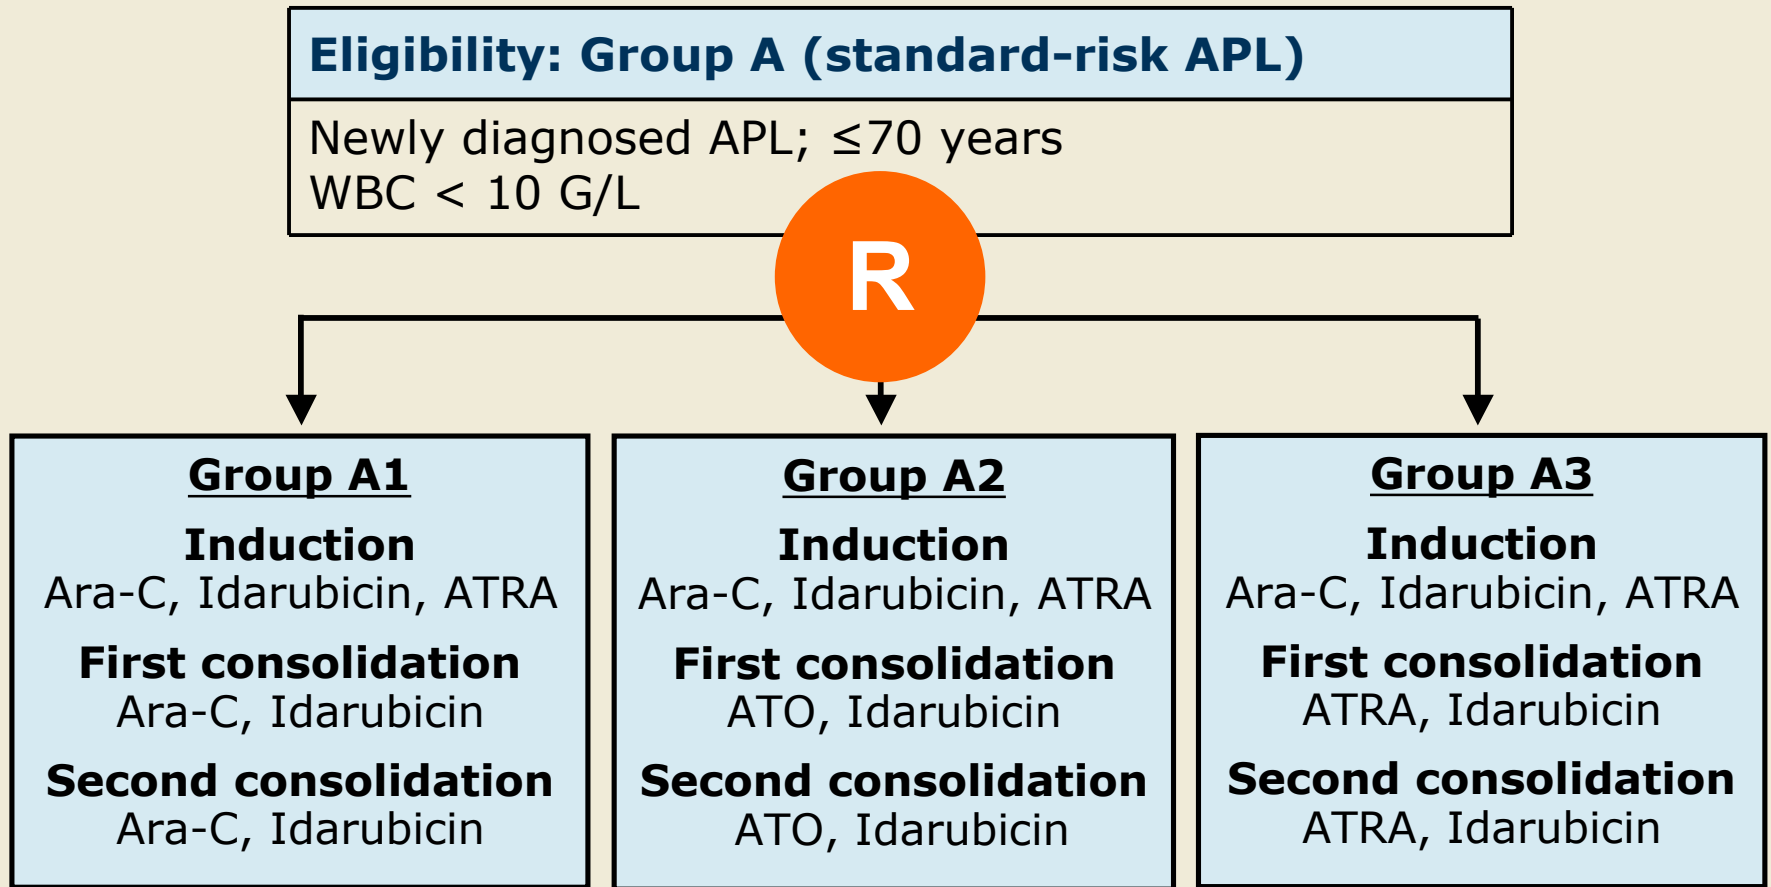 Eligibility: Group A (standard-risk APL)
Newly diagnosed APL; ≤70 years
WBC < 10 G/L
R
Group A1
Induction
Ara-C, Idarubicin, ATRA
First consolidation
Ara-C, Idarubicin
Second consolidation
Ara-C, Idarubicin
Group A2
Induction
Ara-C, Idarubicin, ATRA
First consolidation
ATO, Idarubicin
Second consolidation
ATO, Idarubicin
Group A3
Induction
Ara-C, Idarubicin, ATRA
First consolidation
ATRA, Idarubicin
Second consolidation
ATRA, Idarubicin